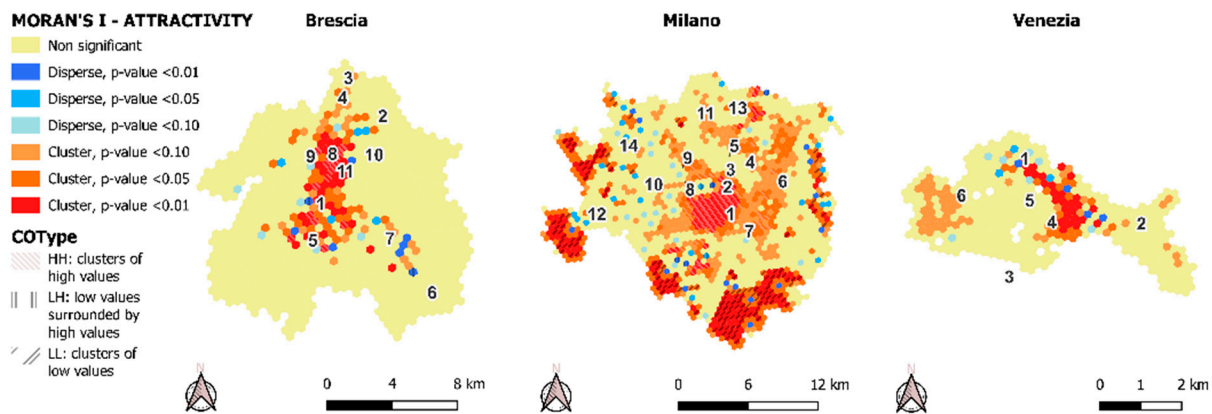 MORAN'S I - ATTRACTIVITY
Non significant
Disperse, p-value <0.01
Disperse, p-value <0.05
Disperse, p-value <0.10
Cluster, p-value <0.10
Cluster, p-value <0.05
Cluster, p-value <0.01
COType
HH: clusters of
high values
LH: low values
surrounded by
high values
LL: clusters of
low values
Brescia
3
4
2
9
8
10
11
1
5
7
6
N
0 4 8 km
Milano
11
13
14
5
9
4
3
10
8
2
6
12
1
7
N
0 6 12 km
Venezia
1
6
5
4
2
3
N
0 1 2 km